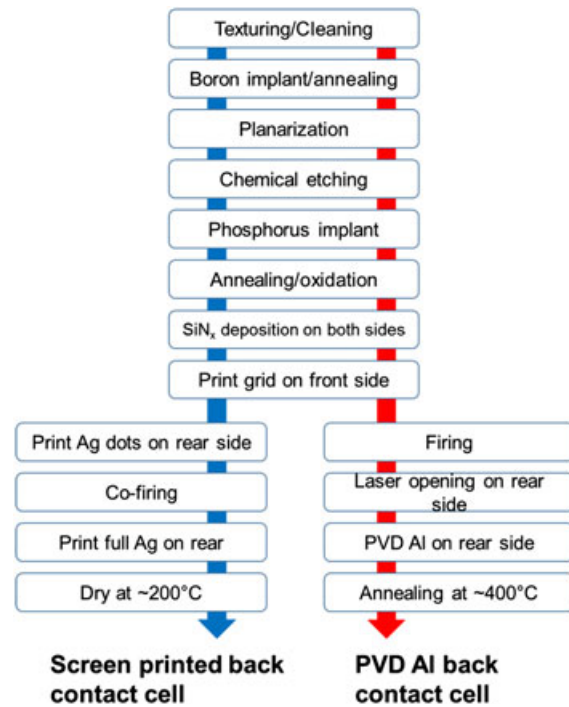 Texturing/Cleaning
Boron implant/annealing
Planarization
Chemical etching
Phosphorus implant
Annealing/oxidation
SiNₓ deposition on both sides
Print grid on front side
Print Ag dots on rear side
Co-firing
Print full Ag on rear
Dry at ~200°C
Screen printed back
contact cell
Firing
Laser opening on rear
side
PVD Al on rear side
Annealing at ~400°C
PVD Al back
contact cell